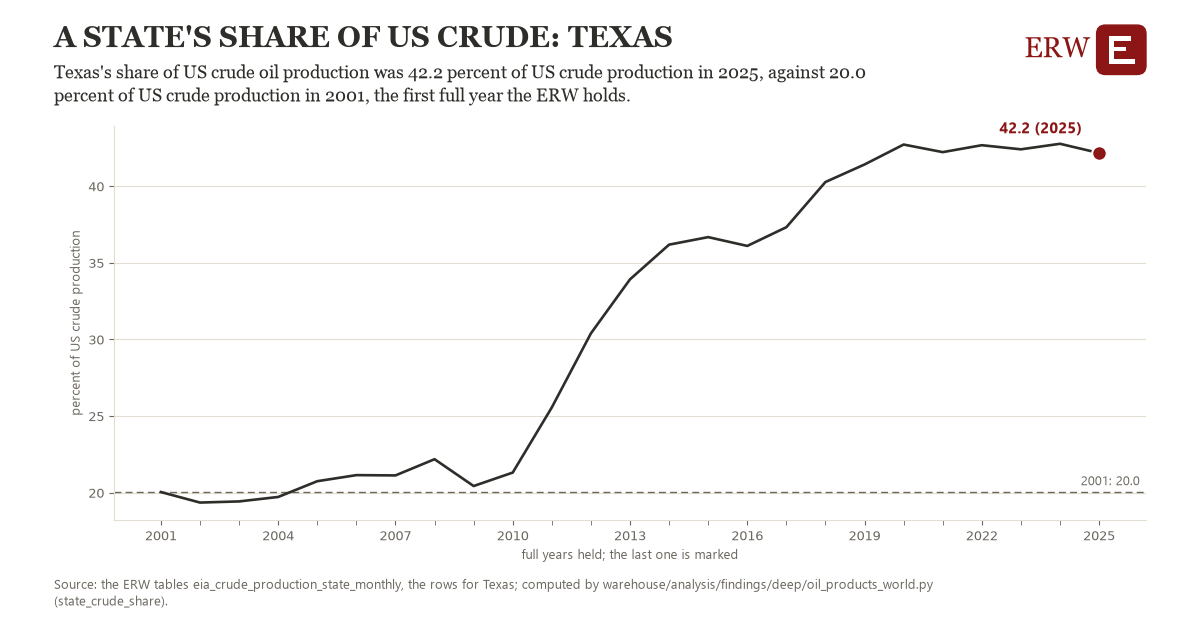 A STATE'S SHARE OF US CRUDE: TEXAS
ERW E
Texas's share of US crude oil production was 42.2 percent of US crude production in 2025, against 20.0
percent of US crude production in 2001, the first full year the ERW holds.
42.2 (2025)
40
35
30
25
20
percent of US crude production
2001: 20.0
2001 2004 2007 2010 2013 2016 2019 2022 2025
full years held; the last one is marked
Source: the ERW tables eia_crude_production_state_monthly, the rows for Texas; computed by warehouse/analysis/findings/deep/oil_products_world.py
(state_crude_share).